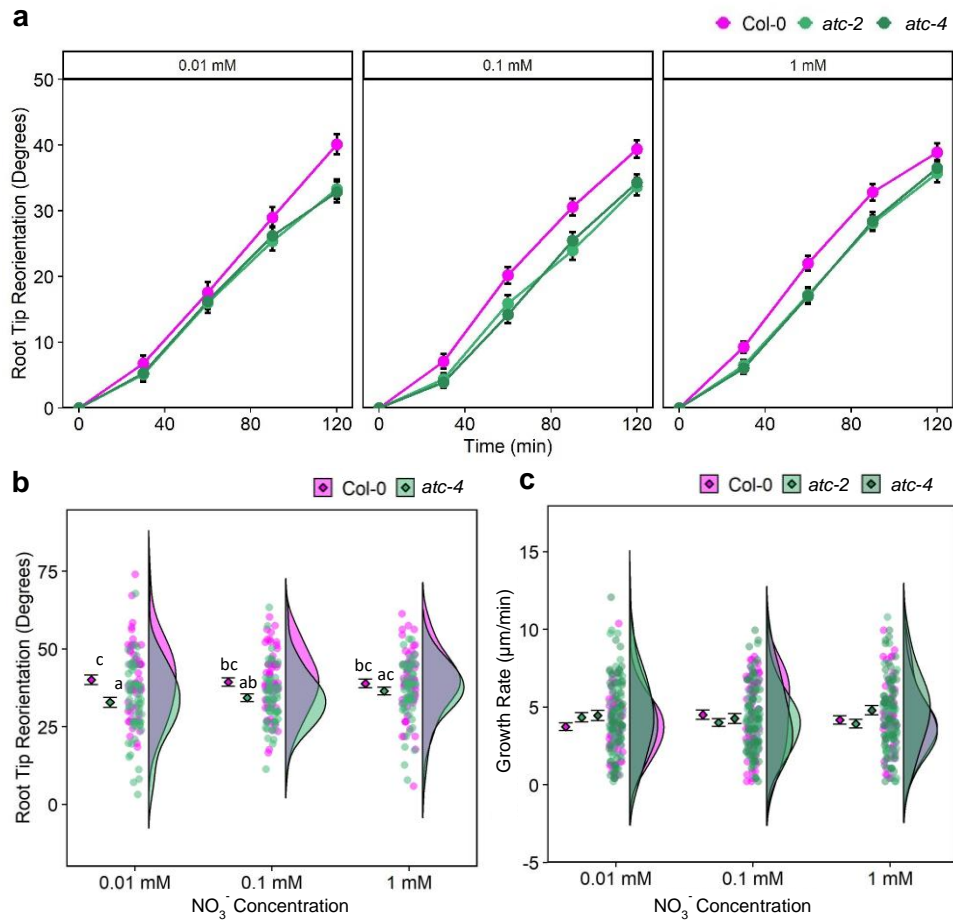 a
Col-0 atc-2 atc-4
0.01 mM 0.1 mM 1 mM
Root Tip Reorientation (Degrees)
50
40
30
20
10
0
0 40 80 120 0 40 80 120 0 40 80 120
Time (min)
b
Col-0 atc-4
Root Tip Reorientation (Degrees)
75
50
25
0
c a bc ab bc ac
0.01 mM 0.1 mM 1 mM
NO3- Concentration
c
Col-0 atc-2 atc-4
Growth Rate (µm/min)
15
10
5
0
-5
0.01 mM 0.1 mM 1 mM
NO3- Concentration